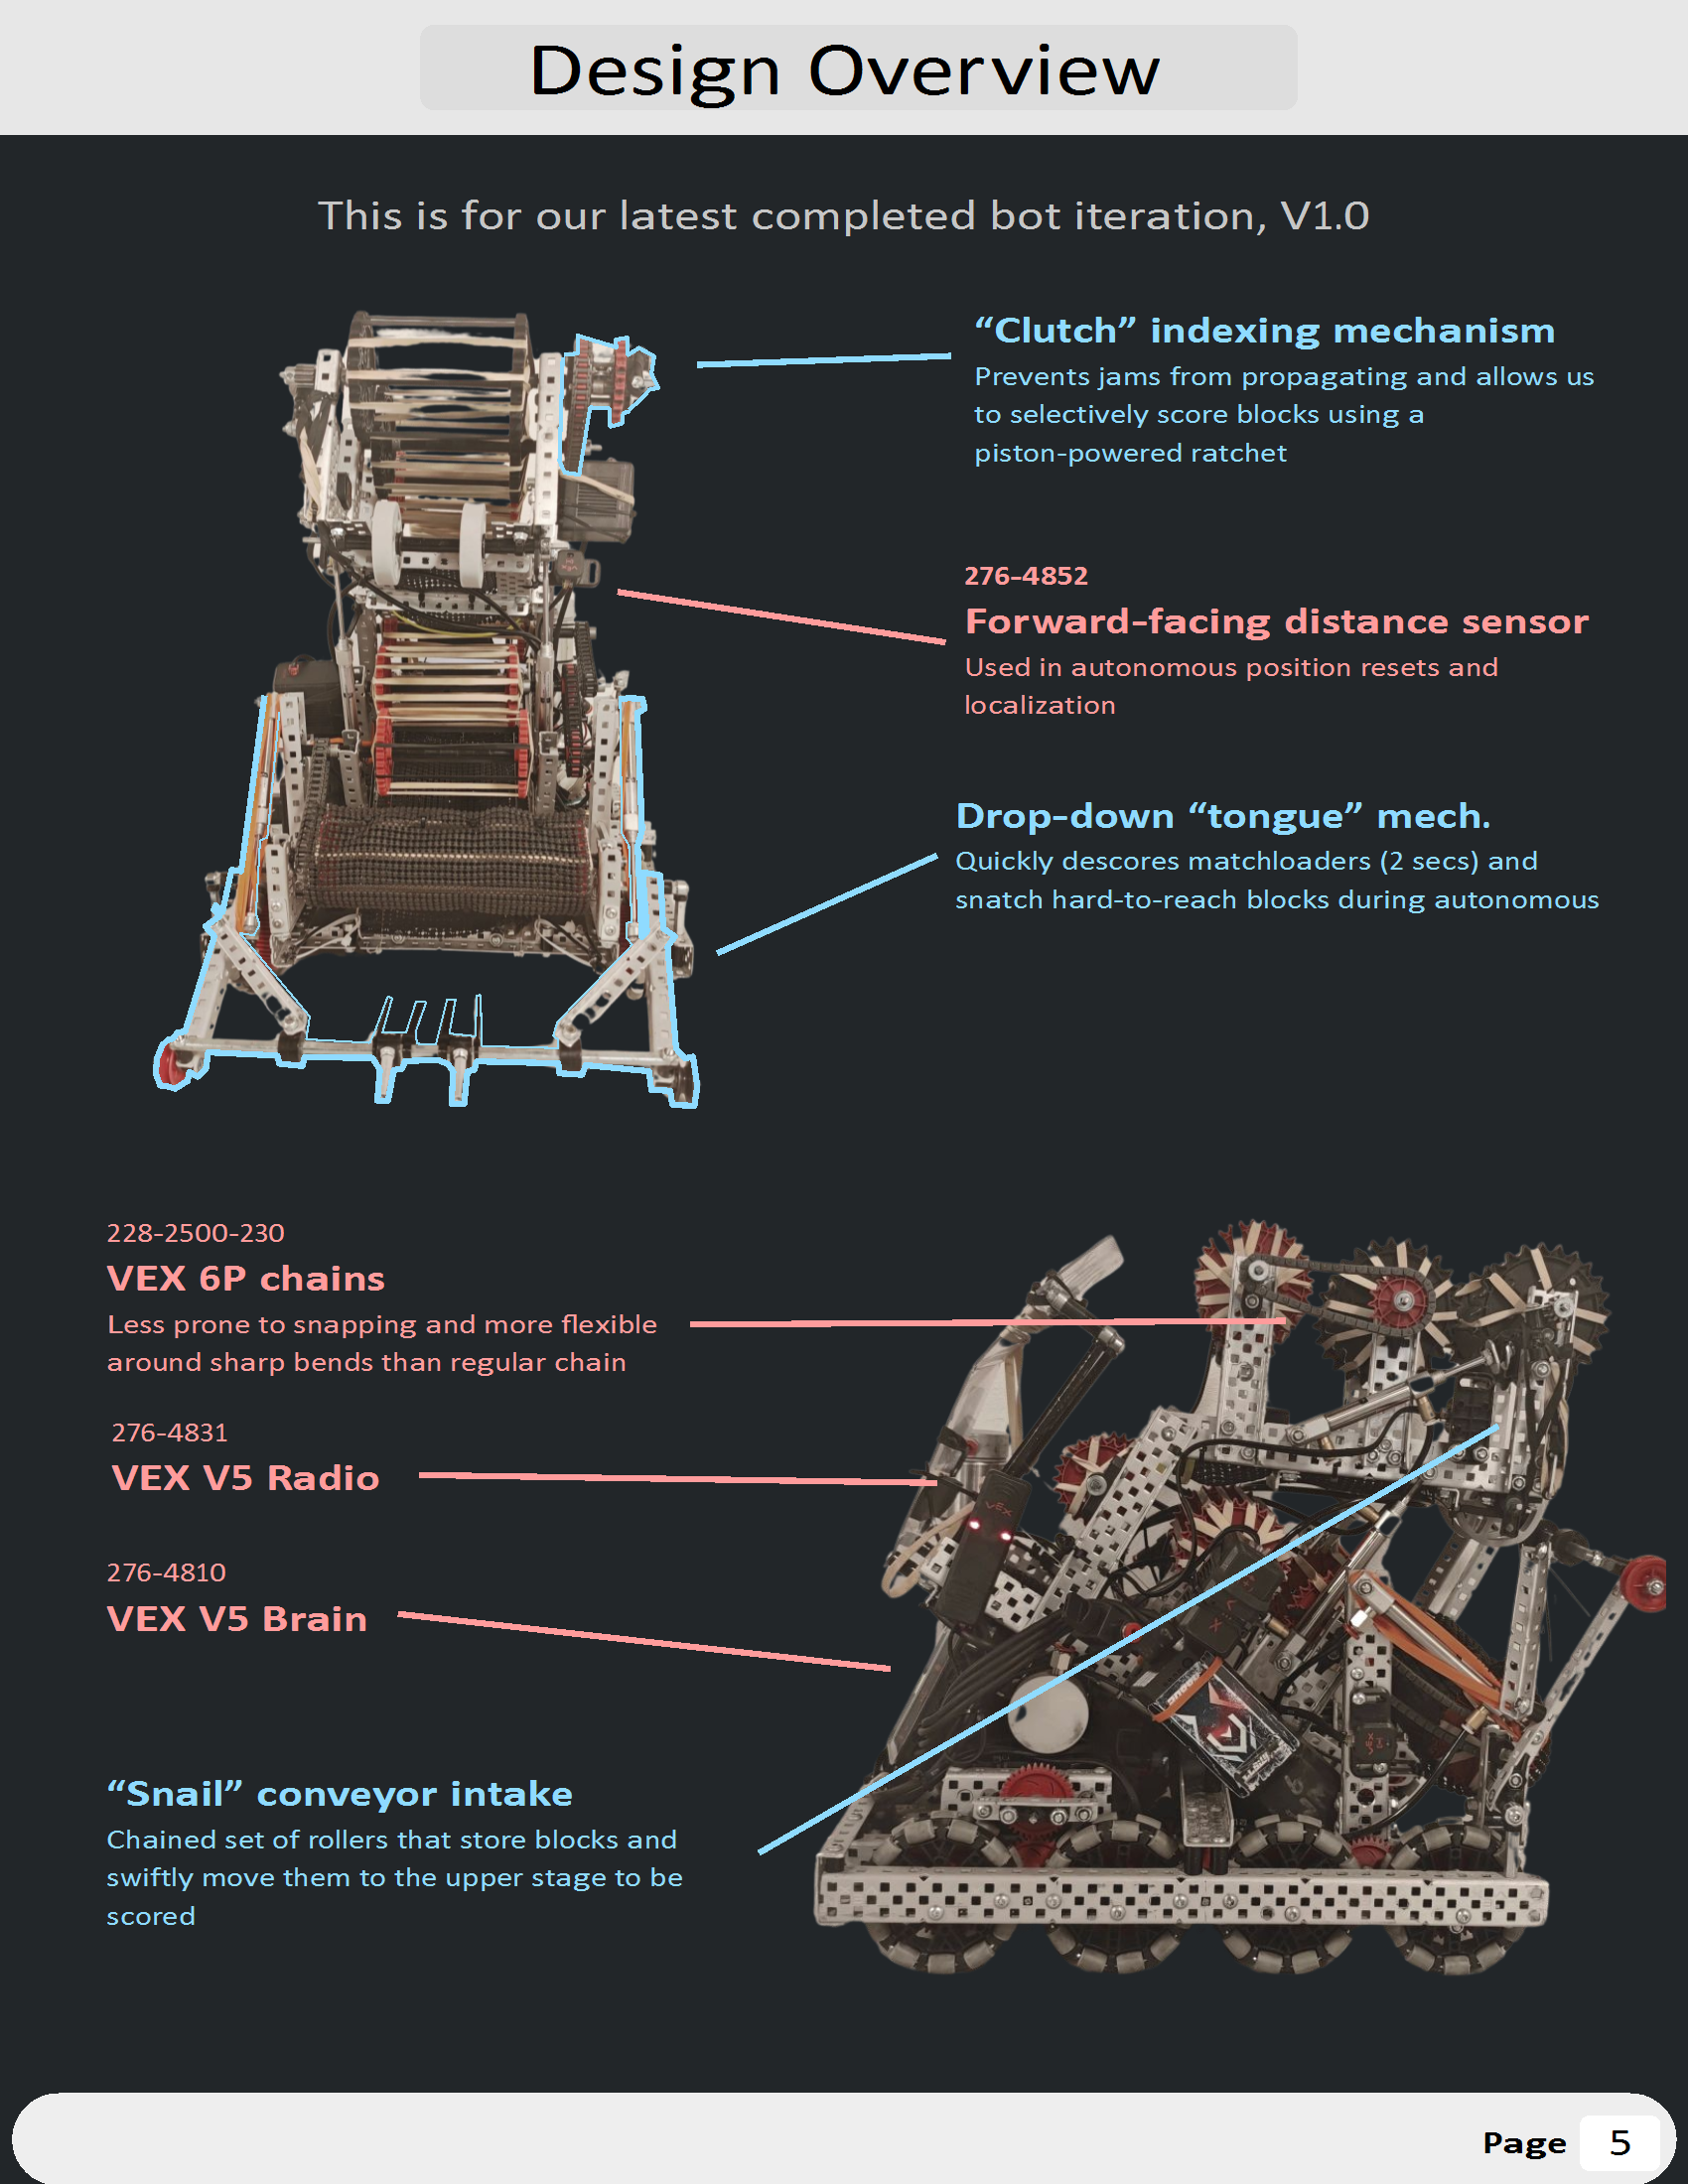 Design Overview
This is for our latest completed bot iteration, V1.0
“Clutch” indexing mechanism
Prevents jams from propagating and allows us
to selectively score blocks using a
piston-powered ratchet
276-4852
Forward-facing distance sensor
Used in autonomous position resets and
localization
Drop-down “tongue” mech.
Quickly descores matchloaders (2 secs) and
snatch hard-to-reach blocks during autonomous
228-2500-230
VEX 6P chains
Less prone to snapping and more flexible
around sharp bends than regular chain
276-4831
VEX V5 Radio
276-4810
VEX V5 Brain
“Snail” conveyor intake
Chained set of rollers that store blocks and
swiftly move them to the upper stage to be
scored
VEX
VEX
Page 5